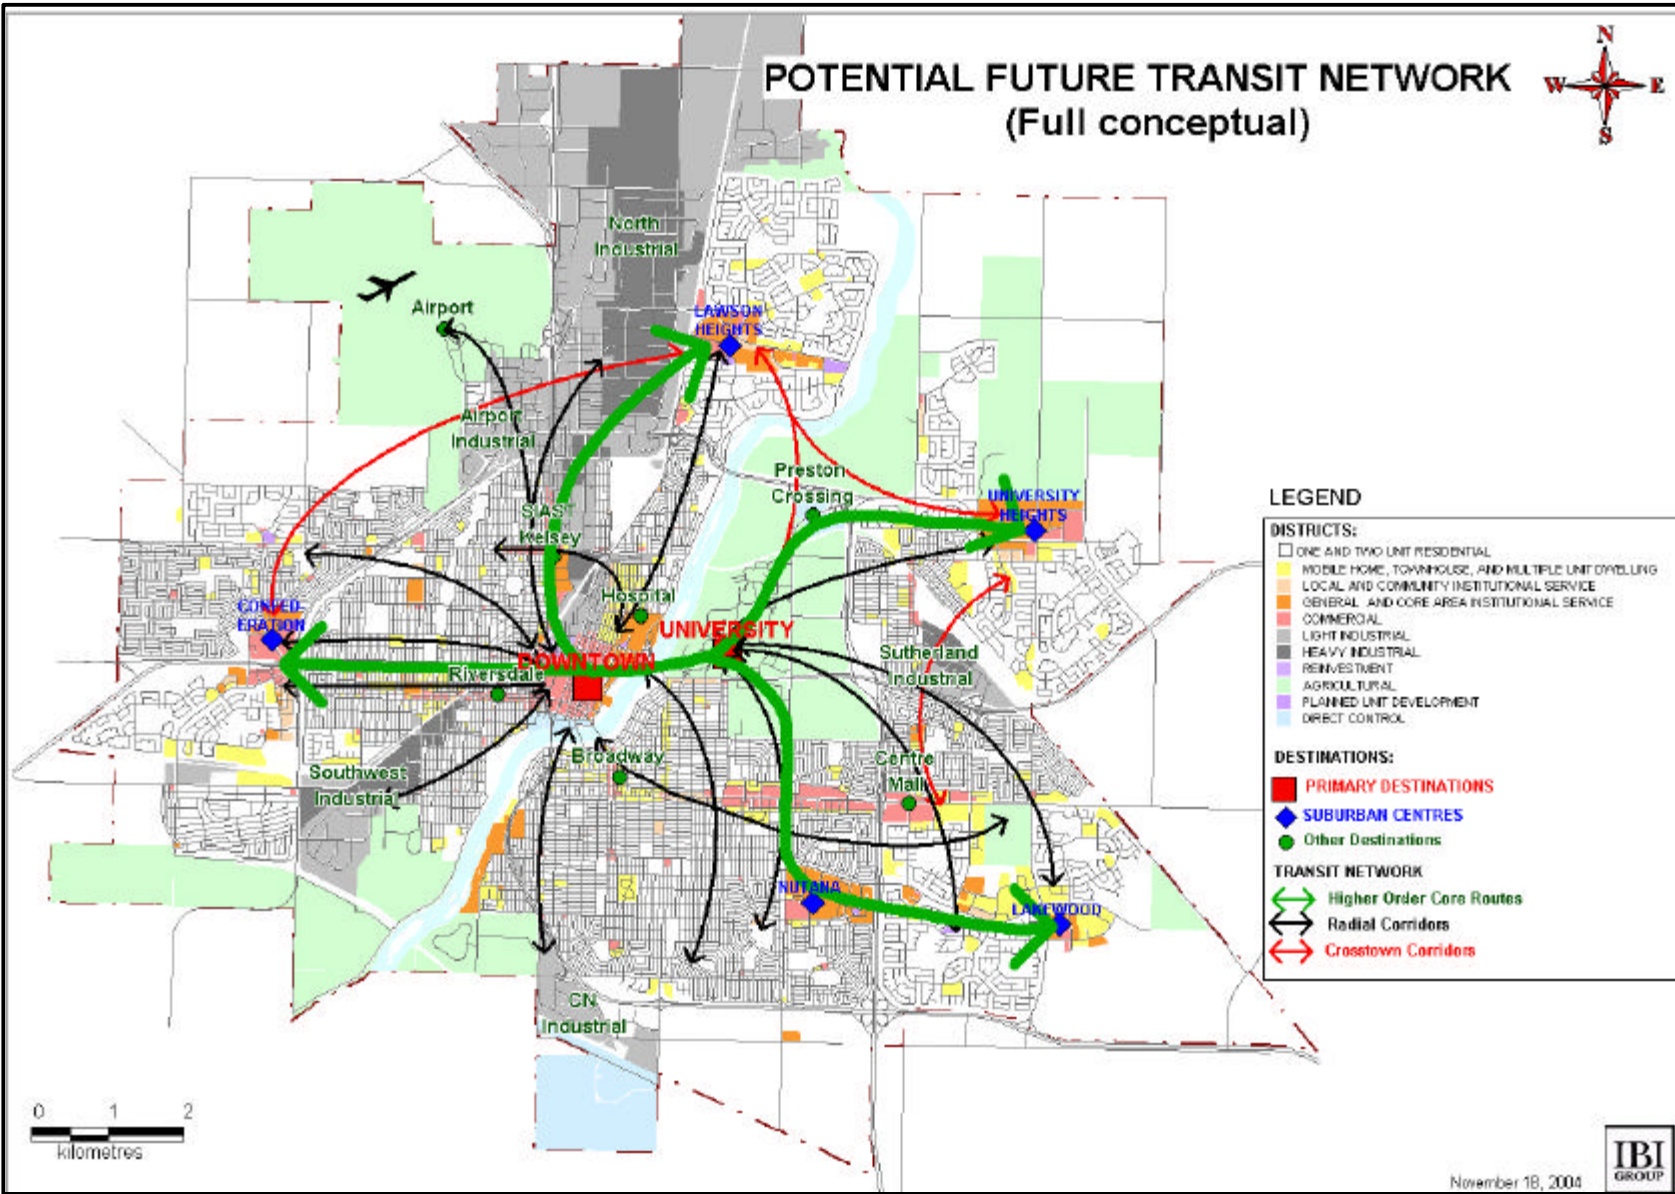 POTENTIAL FUTURE TRANSIT NETWORK
(Full conceptual)
N
W
E
S
North
Industrial
Airport
LAWSON
HEIGHTS
Airport
Industrial
Preston
Crossing
UNIVERSITY
HEIGHTS
SIAST
Kelsey
CONFED-
ERATION
Hospital
UNIVERSITY
DOWNTOWN
Riversdale
Sutherland
Industrial
Broadway
Centre
Mall
Southwest
Industrial
NUTANA
LAKEWOOD
CN
Industrial
LEGEND
DISTRICTS:
ONE AND TWO UNIT RESIDENTIAL
MOBILE HOME, TOWNHOUSE, AND MULTIPLE UNIT DWELLING
LOCAL AND COMMUNITY INSTITUTIONAL SERVICE
GENERAL AND CORE AREA INSTITUTIONAL SERVICE
COMMERCIAL
LIGHT INDUSTRIAL
HEAVY INDUSTRIAL
REINVESTMENT
AGRICULTURAL
PLANNED UNIT DEVELOPMENT
DIRECT CONTROL
DESTINATIONS:
PRIMARY DESTINATIONS
SUBURBAN CENTRES
Other Destinations
TRANSIT NETWORK
Higher Order Core Routes
Radial Corridors
Crosstown Corridors
0 1 2
kilometres
November 18, 2004
IBI
GROUP